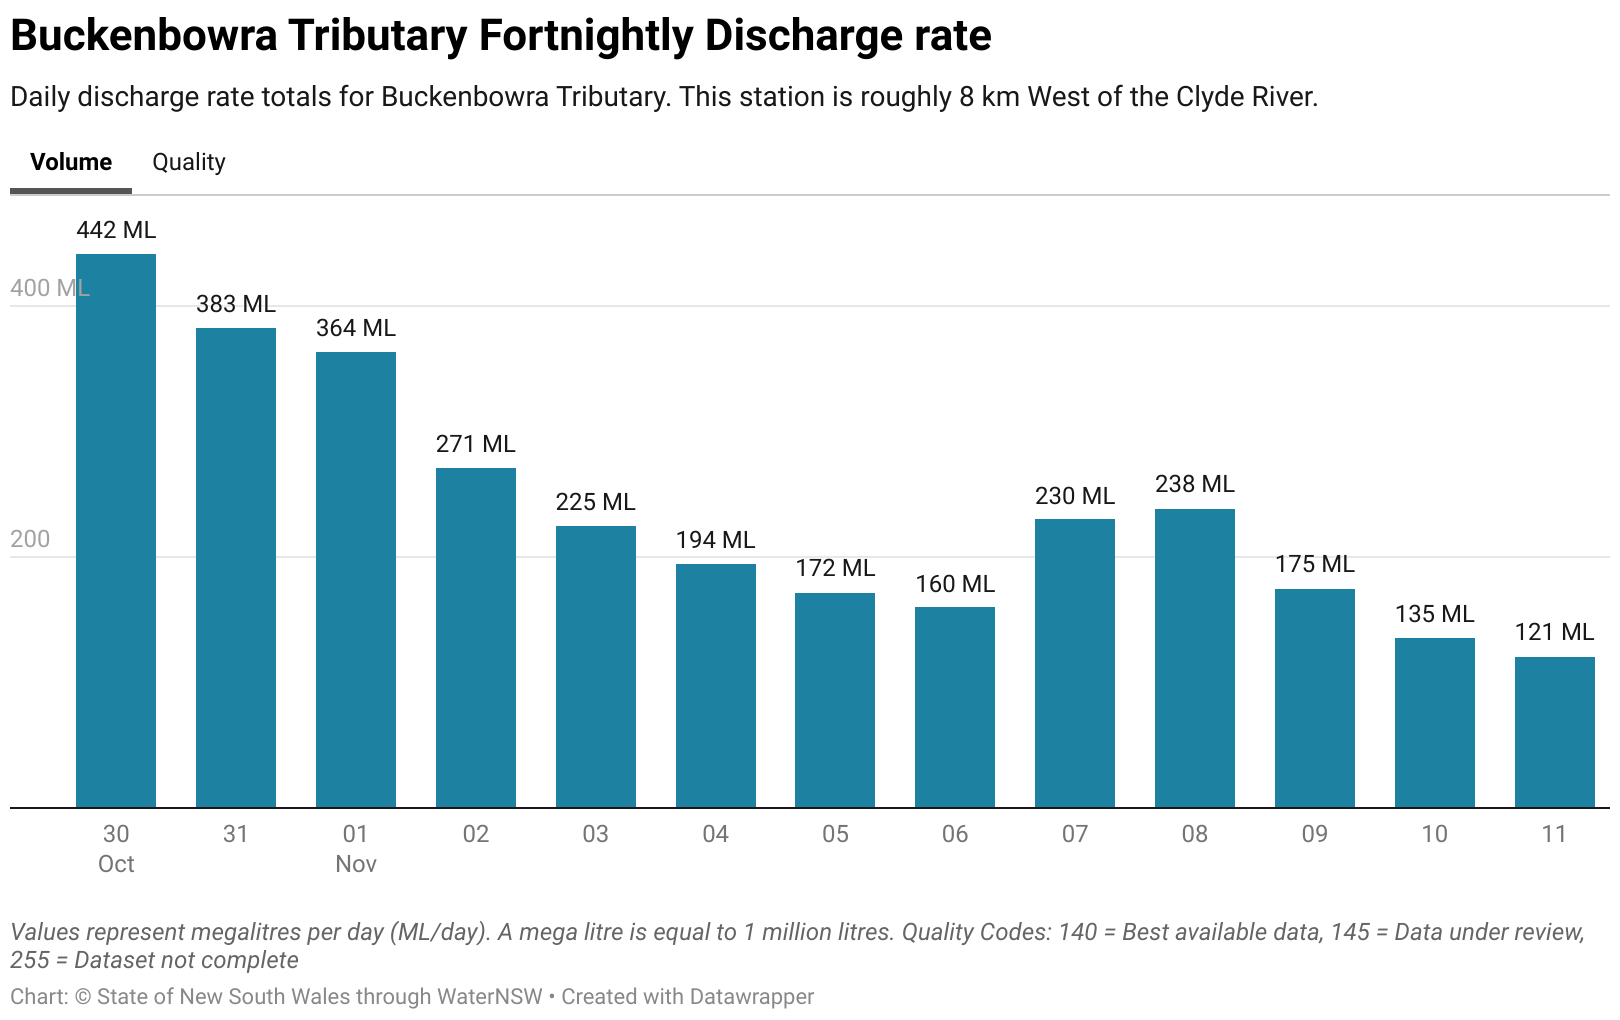 Buckenbowra Tributary Fortnightly Discharge rate
Daily discharge rate totals for Buckenbowra Tributary. This station is roughly 8 km West of the Clyde River.
Volume Quality
442 ML
400 ML
383 ML
364 ML
271 ML
225 ML
200
194 ML
172 ML
160 ML
230 ML
238 ML
175 ML
135 ML
121 ML
30 31 01 02 03 04 05 06 07 08 09 10 11
Oct Nov
Values represent megalitres per day (ML/day). A mega litre is equal to 1 million litres. Quality Codes: 140 = Best available data, 145 = Data under review,
255 = Dataset not complete
Chart: © State of New South Wales through WaterNSW • Created with Datawrapper